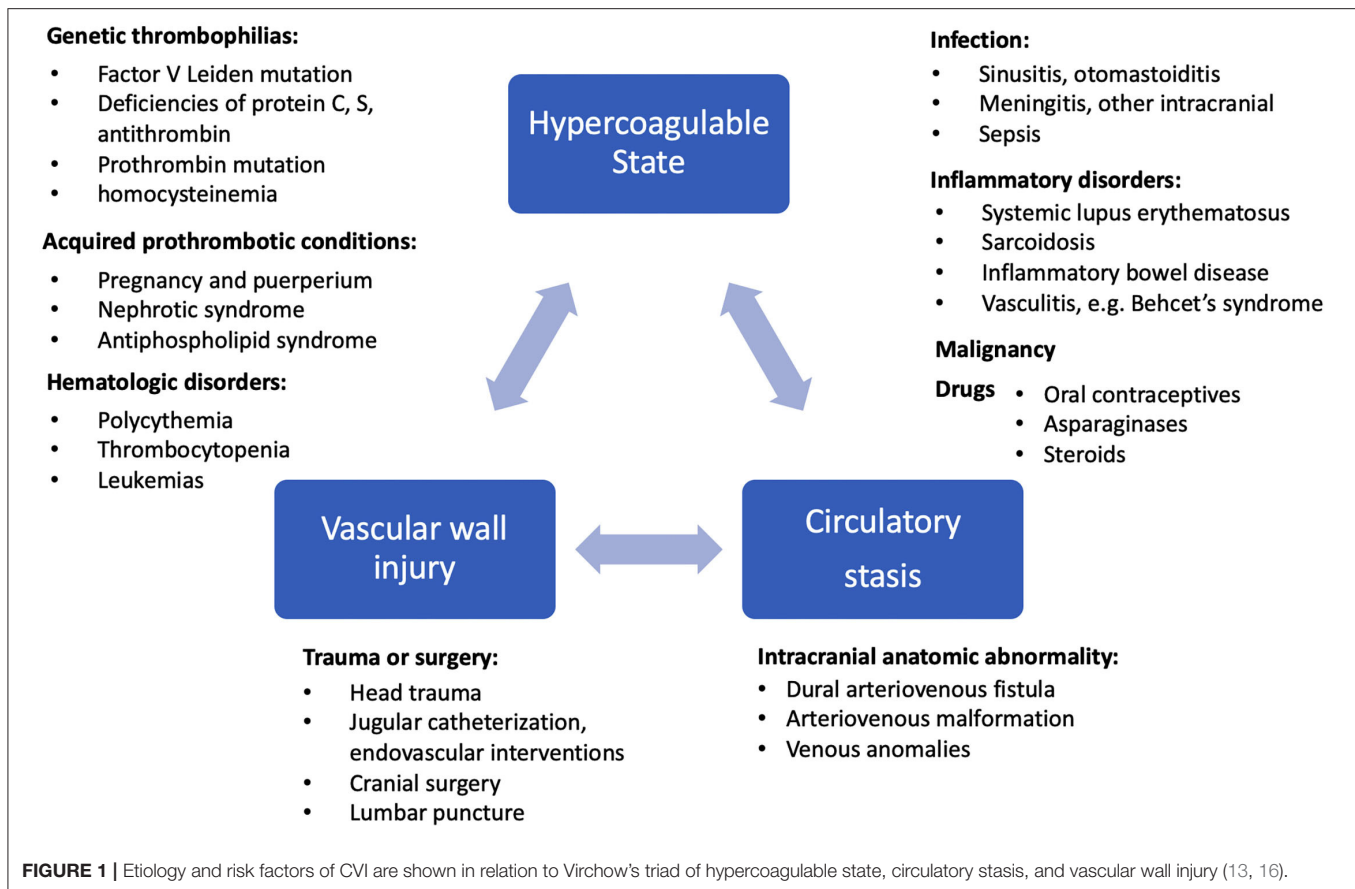 Genetic thrombophilias:
• Factor V Leiden mutation
• Deficiencies of protein C, S,
antithrombin
• Prothrombin mutation
• homocysteinemia
Acquired prothrombotic conditions:
• Pregnancy and puerperium
• Nephrotic syndrome
• Antiphospholipid syndrome
Hematologic disorders:
• Polycythemia
• Thrombocytopenia
• Leukemias
Hypercoagulable
State
Infection:
• Sinusitis, otomastoiditis
• Meningitis, other intracranial
• Sepsis
Inflammatory disorders:
• Systemic lupus erythematosus
• Sarcoidosis
• Inflammatory bowel disease
• Vasculitis, e.g. Behcet's syndrome
Malignancy
Drugs • Oral contraceptives
• Asparaginases
• Steroids
Vascular wall
injury
Circulatory
stasis
Trauma or surgery:
• Head trauma
• Jugular catheterization,
endovascular interventions
• Cranial surgery
• Lumbar puncture
Intracranial anatomic abnormality:
• Dural arteriovenous fistula
• Arteriovenous malformation
• Venous anomalies
FIGURE 1 | Etiology and risk factors of CVI are shown in relation to Virchow's triad of hypercoagulable state, circulatory stasis, and vascular wall injury (13, 16).